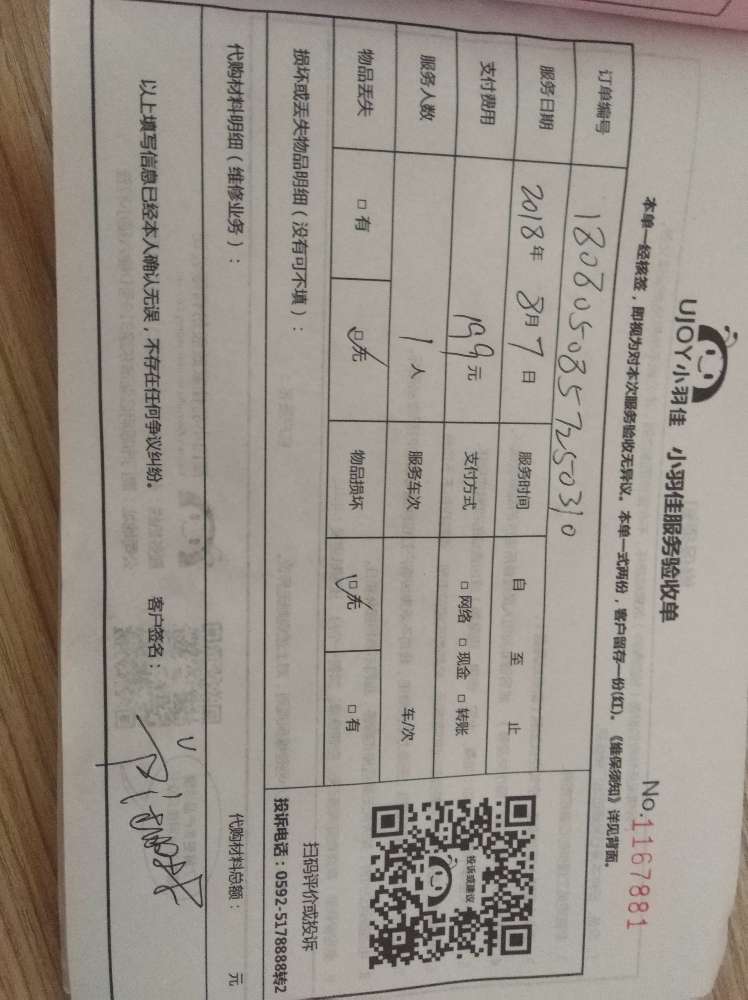 UJOY小羽佳 小羽佳服务验收单
No.1167881
本单一经核签，即视为对本次服务验收无异议。本单一式两份，客户留存一份(红)。《维保须知》详见背面。
订单编号 1808050857250310
服务日期 2018年 8月 7日 服务时间 自 至 止
支付费用 199元 支付方式 □网络 □现金 □转账
服务人数 1人 服务车次 车/次
物品丢失 □有 □无 物品损坏 □无 □有
投诉或建议
扫码评价或投诉
投诉电话：0592-5178888转2
损坏或丢失物品明细（没有可不填）：
代购材料明细（维修业务）： 代购材料总额： 元
以上填写信息已经本人确认无误，不存在任何争议纠纷。 客户签名：